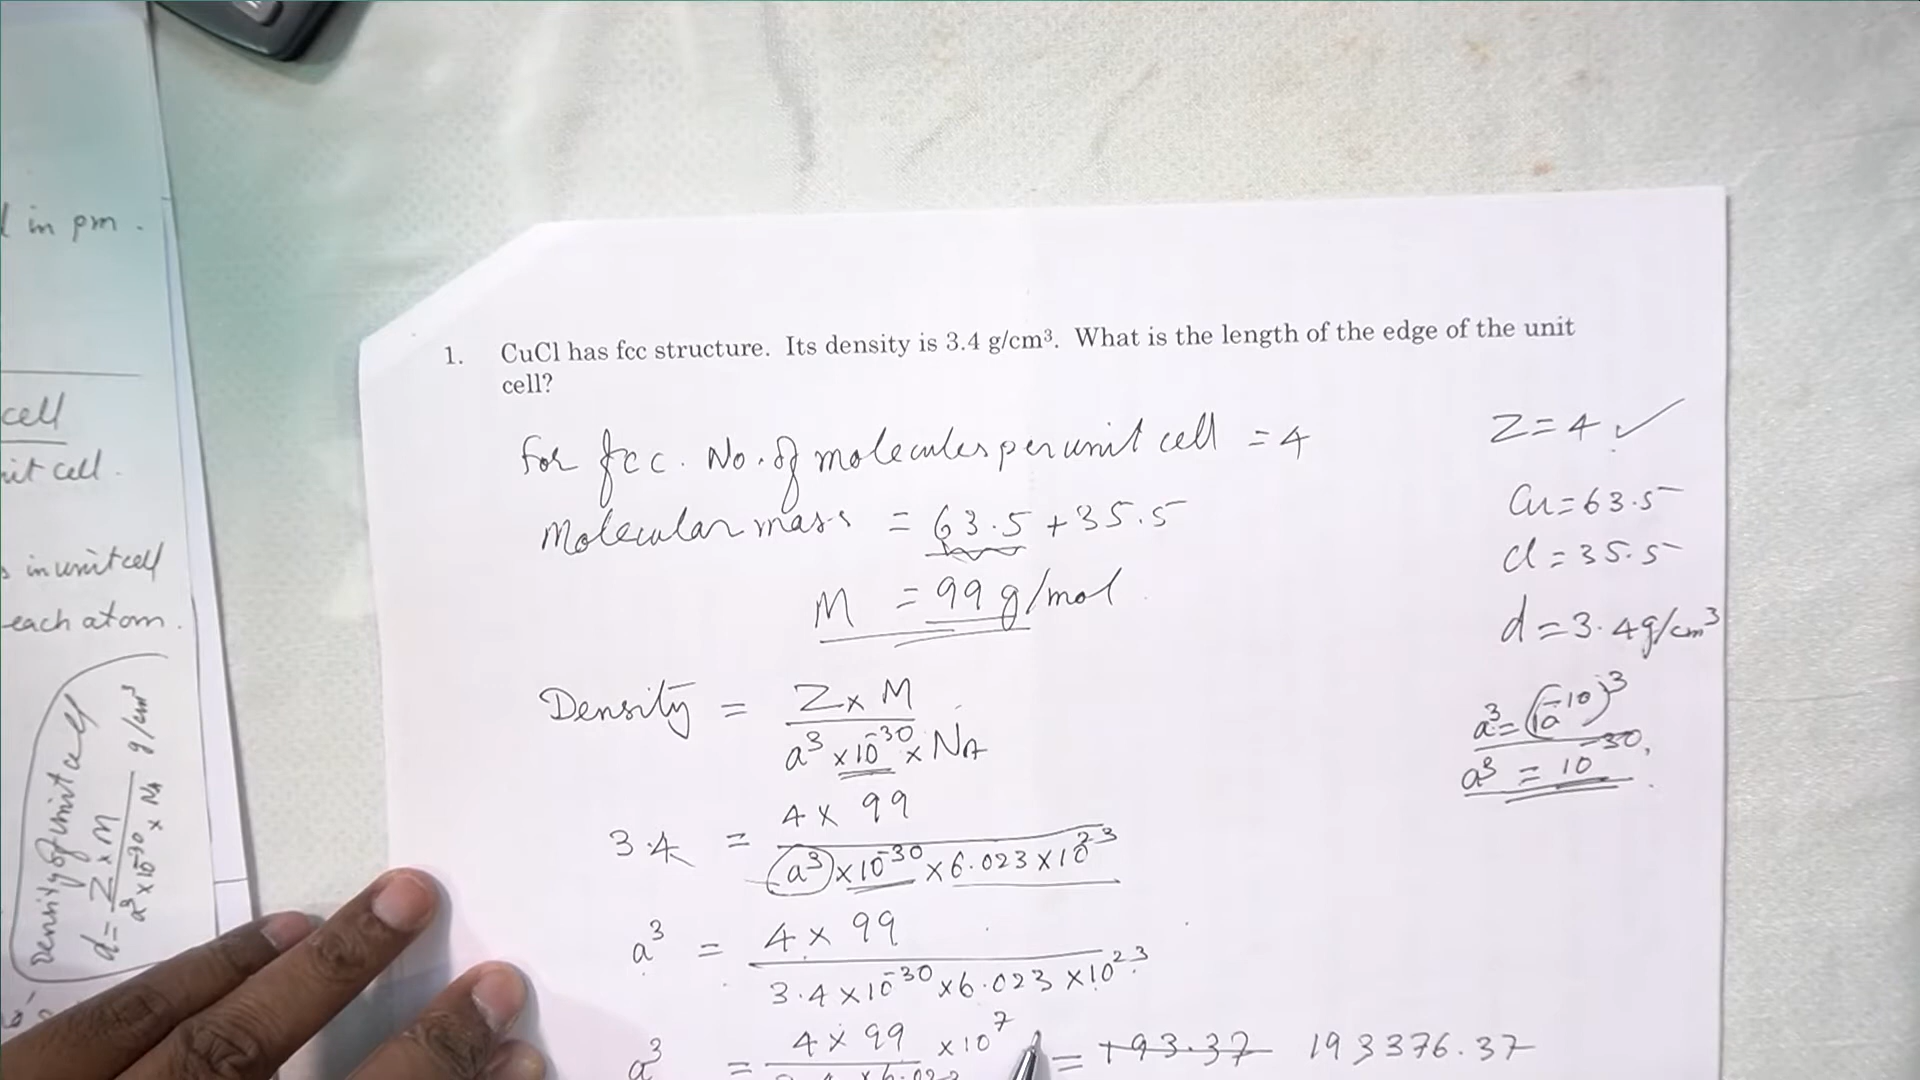 l in pm.
cell
nit cell.
s in unit cell
each atom.
Density of unit cell
d = Z × M / a³ × 10⁻³⁰ × NA g/cm³
1. CuCl has fcc structure. Its density is 3.4 g/cm³. What is the length of the edge of the unit
cell?
For fcc. No. of molecules per unit cell = 4
Molecular mass = 63.5 + 35.5
M = 99 g/mol
Density = Z × M / a³ × 10⁻³⁰ × NA
3.4 = 4 × 99 / a³ × 10⁻³⁰ × 6.023 × 10²³
a³ = 4 × 99 / 3.4 × 10⁻³⁰ × 6.023 × 10²³
a³ = 4 × 99 × 10⁷ = 193.37 193376.37
Z = 4 ✓
Cu = 63.5
Cl = 35.5
d = 3.4 g/cm³
a³ = 10⁻³⁰